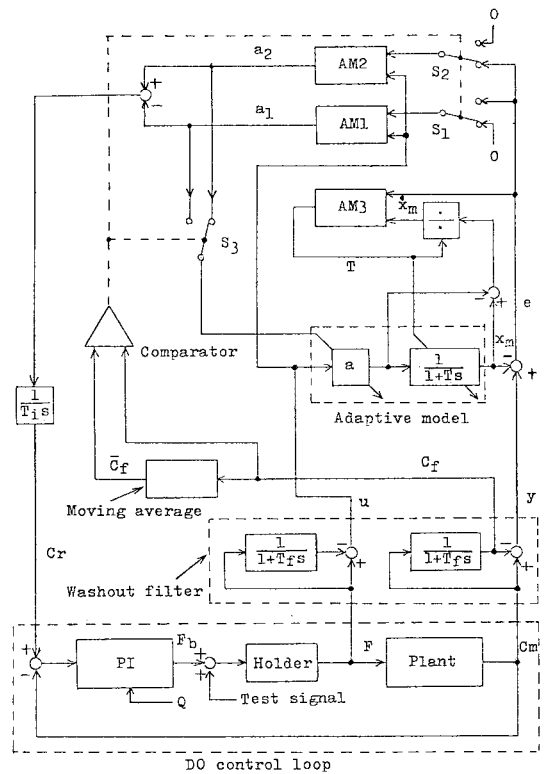 0
a₂
AM2
S₂
+
-
a₁
AM1
S₁
0
AM3
ẋm
÷
S₃
T
e
- +
xm
Comparator
a
1
1+Ts
-
+
Adaptive model
1
Tᵢs
C̄f
Cf
Moving average
u
y
Cr
1
1+Tfs
-
+
1
1+Tfs
-
+
Washout filter
+
-
PI
Fb
+
+
Holder
F
Plant
Cm
Q
Test signal
DO control loop